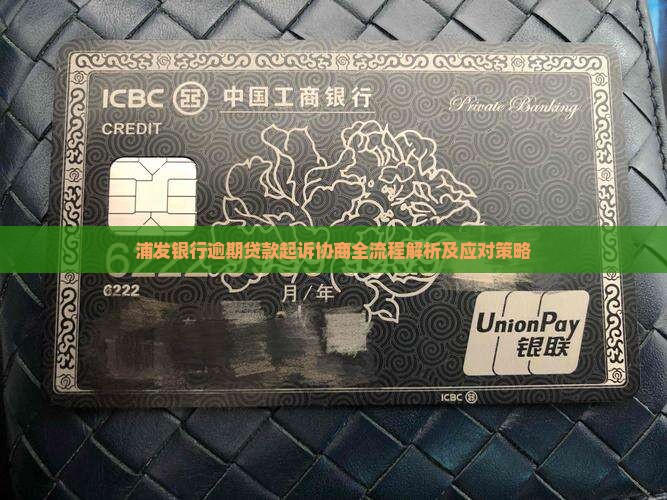 ICBC 中国工商银行
Private Banking
CREDIT
浦发银行逾期贷款起诉协商全流程解析及应对策略
6222
月/年
UnionPay
银联
ICBC